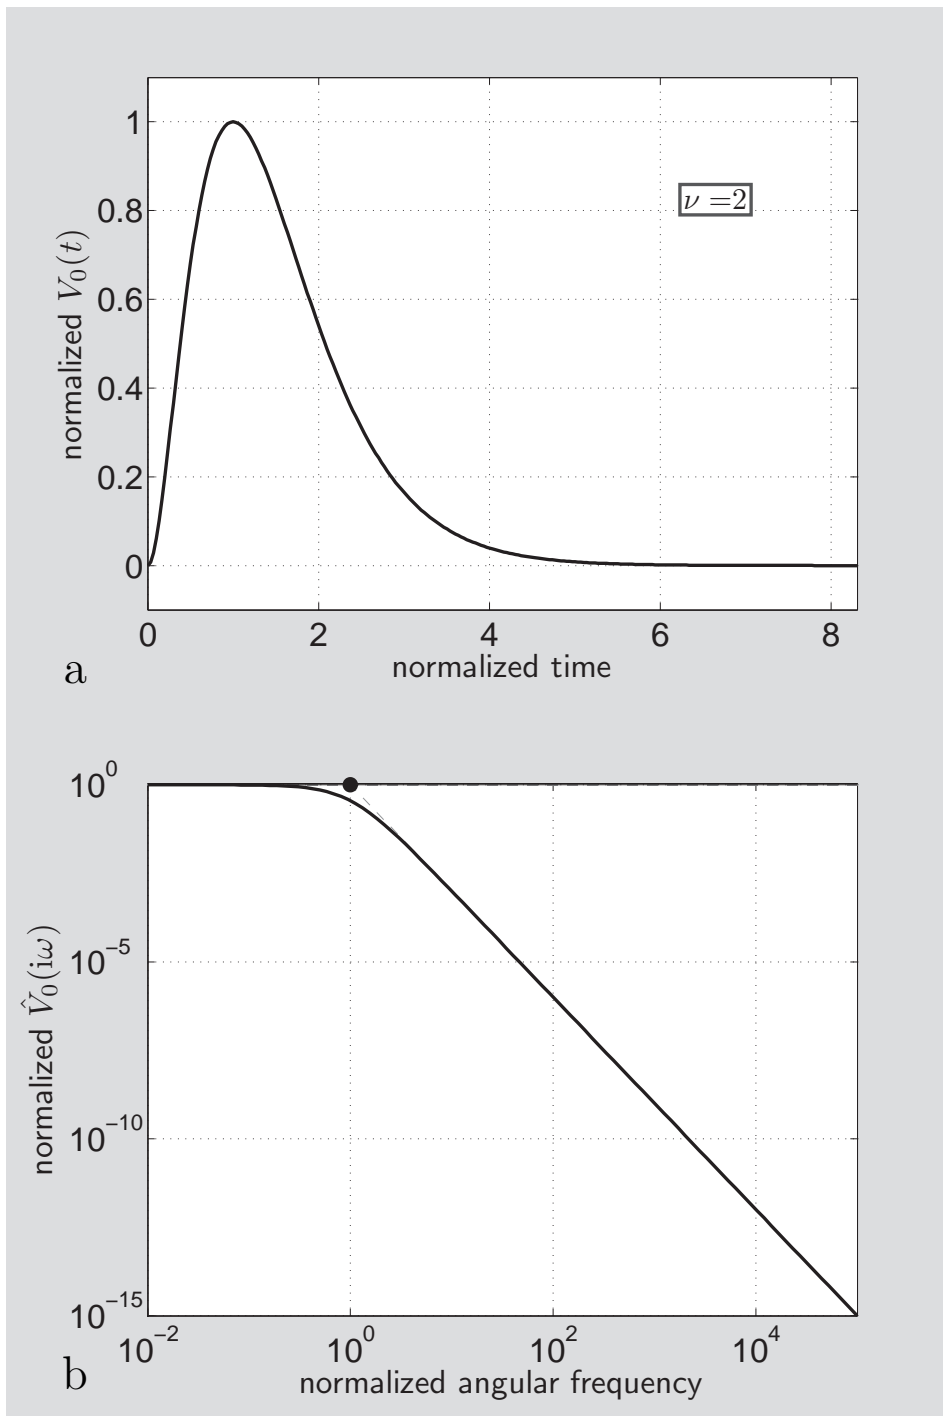 1
0.8
0.6
0.4
0.2
0
normalized V₀(t)
ν =2
0 2 4 6 8
normalized time
a
10⁰
10⁻⁵
10⁻¹⁰
10⁻¹⁵
normalized V̂₀(iω)
10⁻² 10⁰ 10² 10⁴
normalized angular frequency
b